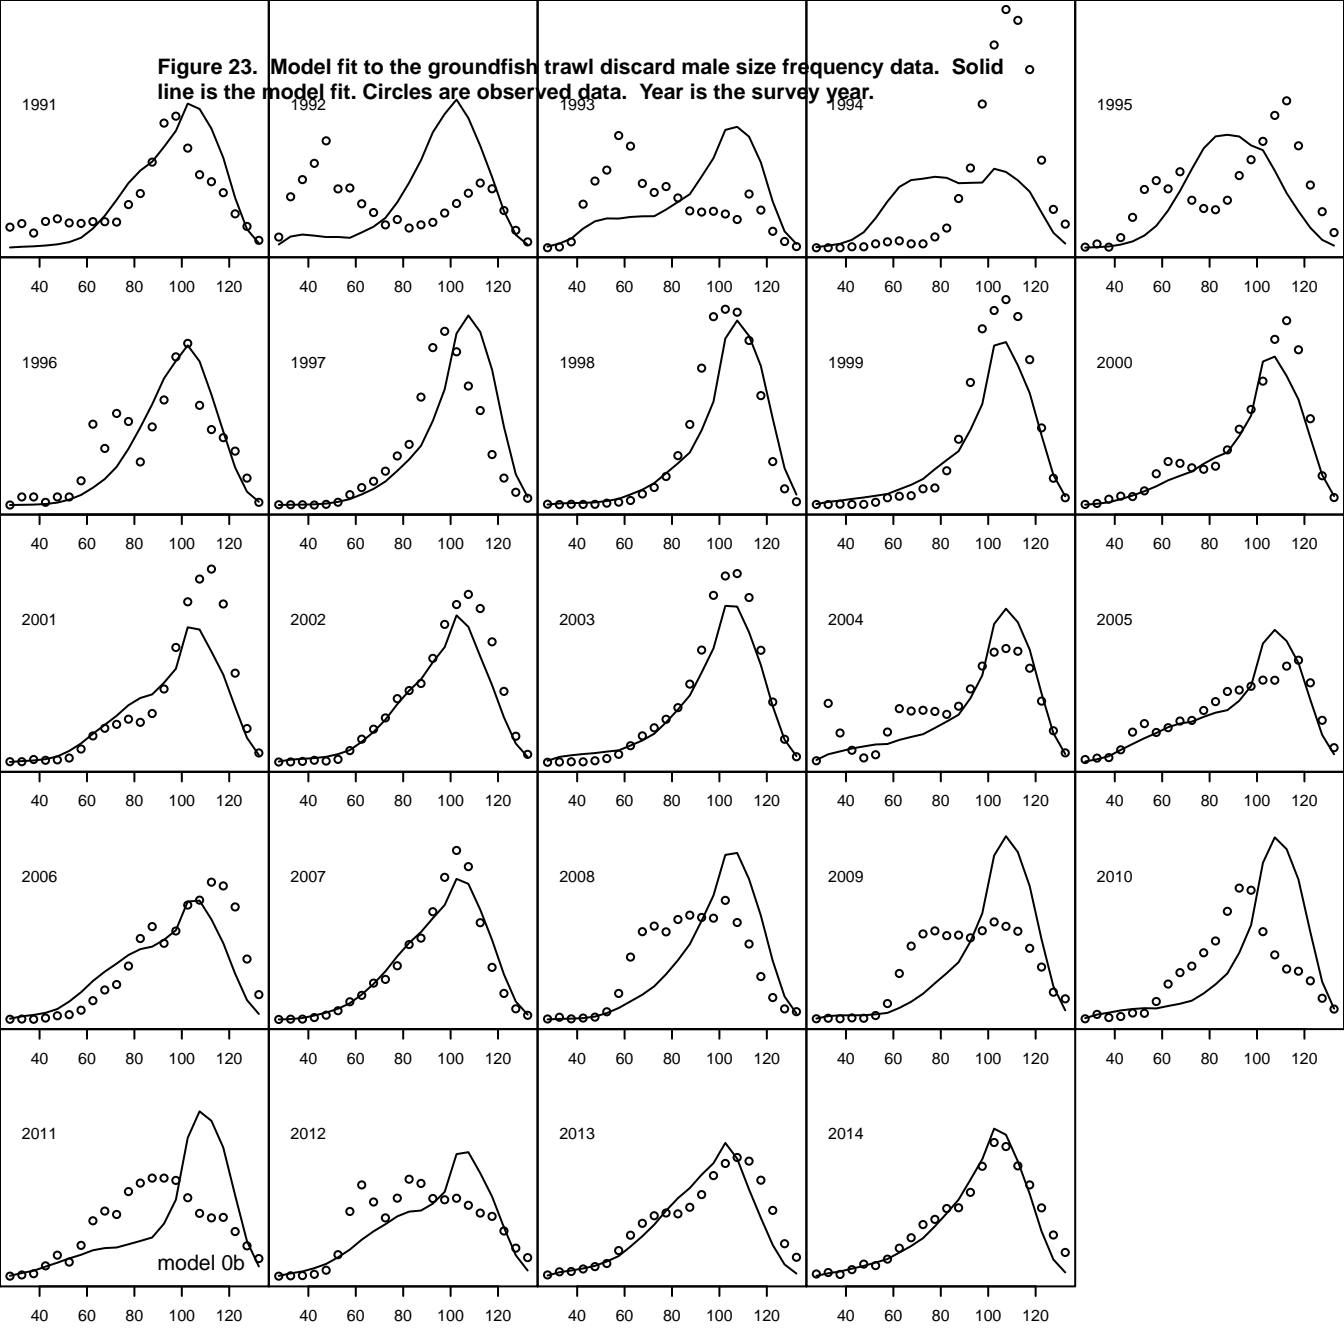 Figure 23. Model fit to the groundfish trawl discard male size frequency data. Solid
line is the model fit. Circles are observed data. Year is the survey year.
1991 1992 1993 1994 1995
40 60 80 100 120 40 60 80 100 120 40 60 80 100 120 40 60 80 100 120 40 60 80 100 120
1996 1997 1998 1999 2000
40 60 80 100 120 40 60 80 100 120 40 60 80 100 120 40 60 80 100 120 40 60 80 100 120
2001 2002 2003 2004 2005
40 60 80 100 120 40 60 80 100 120 40 60 80 100 120 40 60 80 100 120 40 60 80 100 120
2006 2007 2008 2009 2010
40 60 80 100 120 40 60 80 100 120 40 60 80 100 120 40 60 80 100 120 40 60 80 100 120
2011 2012 2013 2014
model 0b
40 60 80 100 120 40 60 80 100 120 40 60 80 100 120 40 60 80 100 120